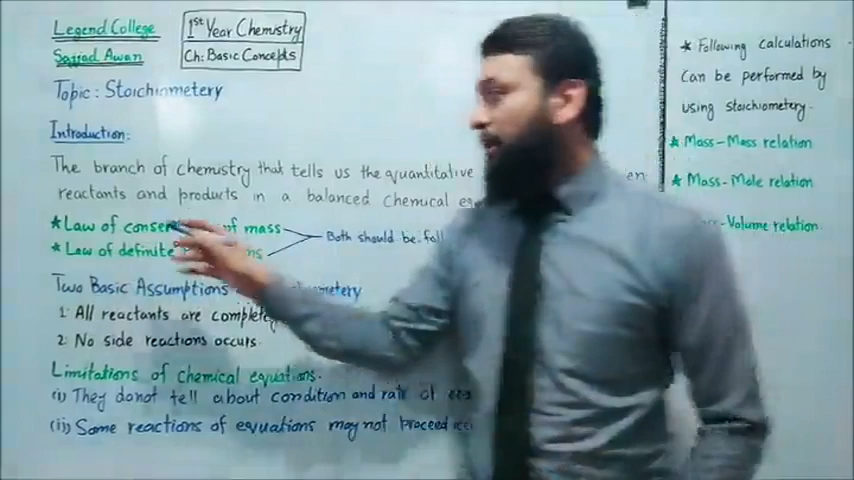 Legend College
Sajjad Awan
1st Year Chemistry
Ch: Basic Concepts
Topic: Stoichiometery
Introduction:
The branch of chemistry that tells us the quantitative en
reactants and products in a balanced chemical
* Law of of mass
* Law of definite
Both should be
Two Basic Assumptions
1. All reactants are
2. No side reactions occurs.
Limitations of chemical equations.
(i) They donot tell about condition and rate of
(ii) Some reactions of equations may not proceed
* Following calculations
can be performed by
using stoichiometery.
* Mass-Mass relation
* Mass-Mole relation
-Volume relation